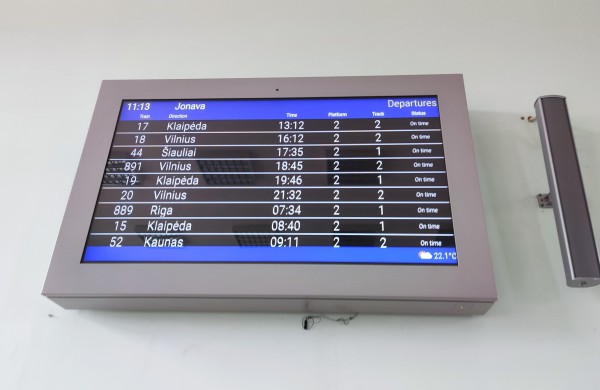 11:13 Jonava Departures
Train Direction Time Platform Track Status
17 Klaipėda 13:12 2 2 On time
18 Vilnius 16:12 2 2 On time
44 Šiauliai 17:35 2 1 On time
891 Vilnius 18:45 2 2 On time
19 Klaipėda 19:46 2 1 On time
20 Vilnius 21:32 2 2 On time
889 Riga 07:34 2 1 On time
15 Klaipėda 08:40 2 1 On time
52 Kaunas 09:11 2 2 On time
22.1°C